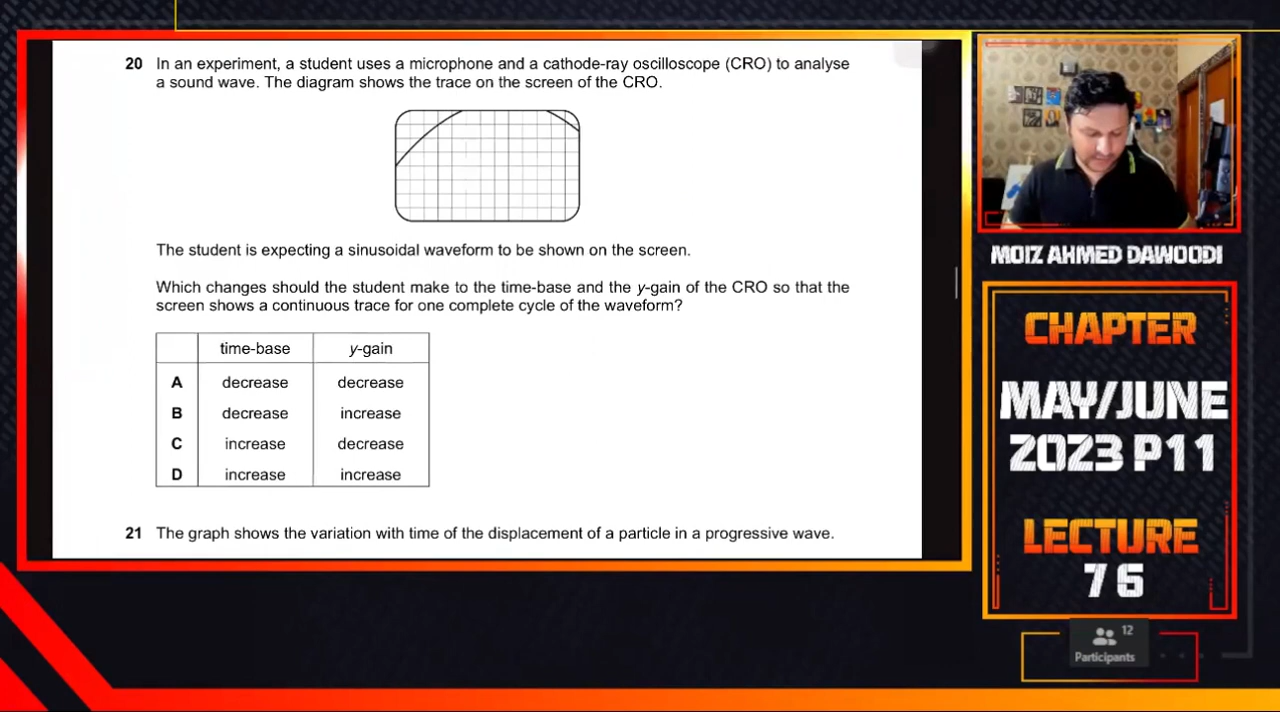 20 In an experiment, a student uses a microphone and a cathode-ray oscilloscope (CRO) to analyse
a sound wave. The diagram shows the trace on the screen of the CRO.
The student is expecting a sinusoidal waveform to be shown on the screen.
Which changes should the student make to the time-base and the y-gain of the CRO so that the
screen shows a continuous trace for one complete cycle of the waveform?
time-base y-gain
A decrease decrease
B decrease increase
C increase decrease
D increase increase
21 The graph shows the variation with time of the displacement of a particle in a progressive wave.
MOIZ AHMED DAWOODI
CHAPTER
MAY/JUNE
2023 P11
LECTURE
76
12
Participants